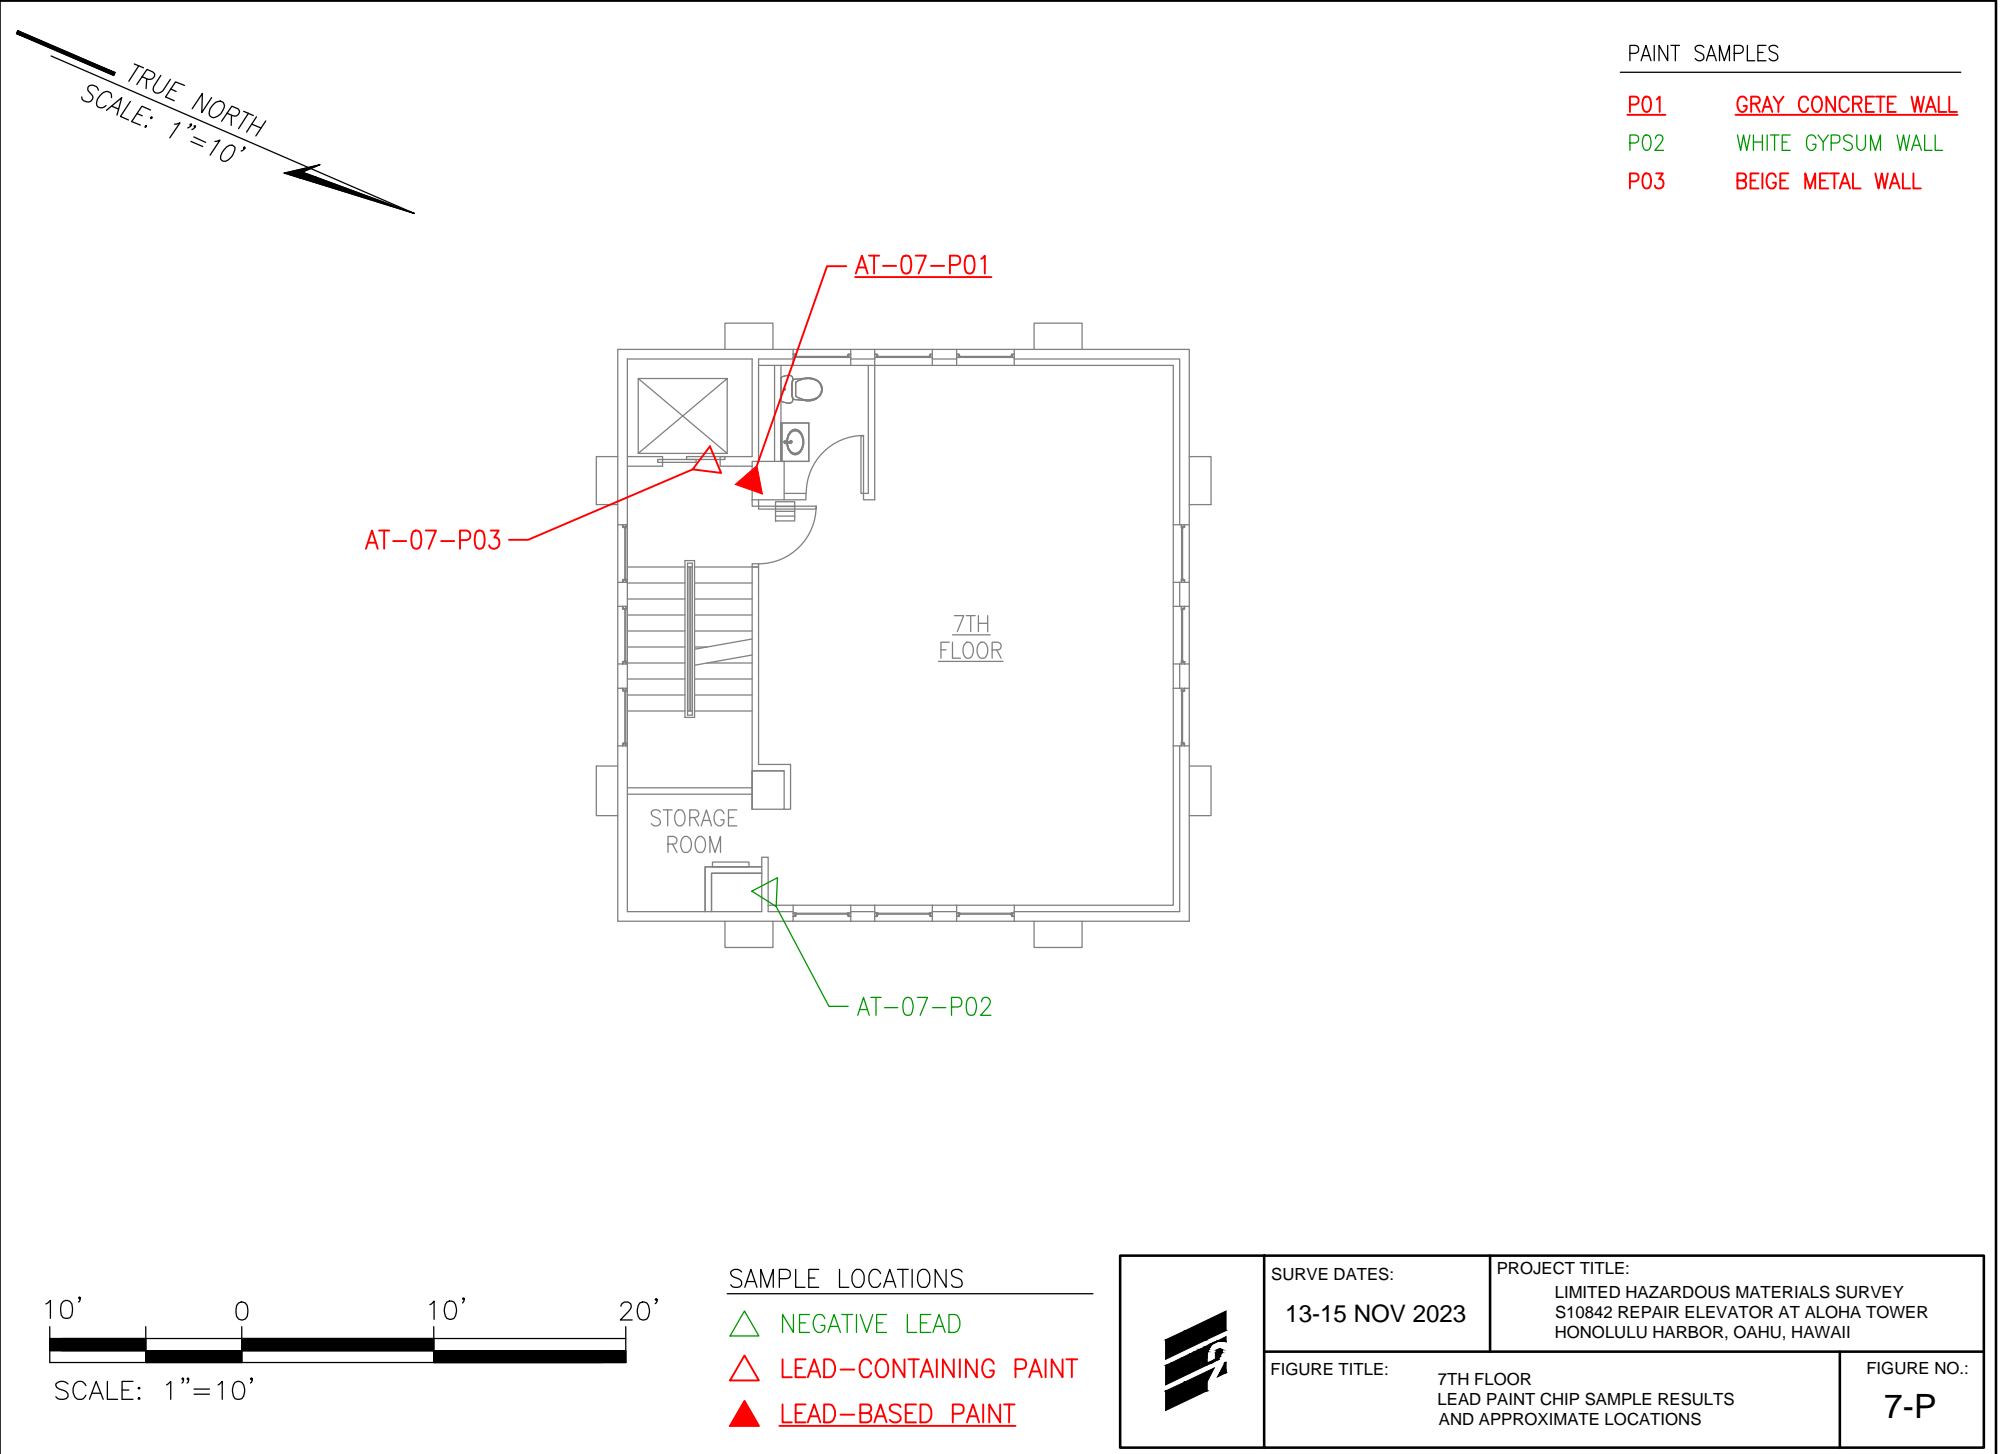 TRUE NORTH
SCALE: 1"=10'
PAINT SAMPLES
P01 GRAY CONCRETE WALL
P02 WHITE GYPSUM WALL
P03 BEIGE METAL WALL
AT-07-P01
AT-07-P03
7TH
FLOOR
STORAGE
ROOM
AT-07-P02
10' 0 10' 20'
SCALE: 1"=10'
SAMPLE LOCATIONS
NEGATIVE LEAD
LEAD-CONTAINING PAINT
LEAD-BASED PAINT
SURVE DATES:
13-15 NOV 2023
PROJECT TITLE:
LIMITED HAZARDOUS MATERIALS SURVEY
S10842 REPAIR ELEVATOR AT ALOHA TOWER
HONOLULU HARBOR, OAHU, HAWAII
FIGURE TITLE:
7TH FLOOR
LEAD PAINT CHIP SAMPLE RESULTS
AND APPROXIMATE LOCATIONS
FIGURE NO.:
7-P